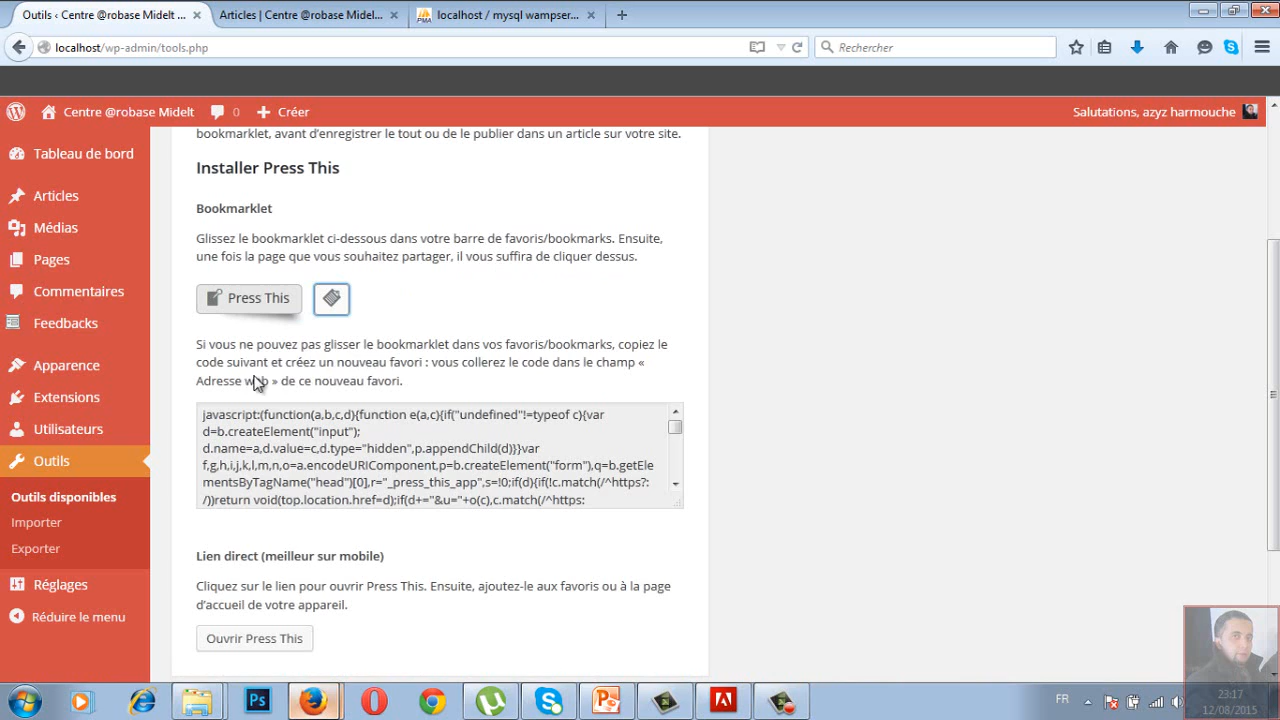 Outils ‹ Centre @robase Midelt ...
Articles | Centre @robase Midel...
localhost / mysql wampser...
localhost/wp-admin/tools.php
Rechercher
Centre @robase Midelt
0
Créer
Salutations, azyz harmouche
Tableau de bord
Articles
Médias
Pages
Commentaires
Feedbacks
Apparence
Extensions
Utilisateurs
Outils
Outils disponibles
Importer
Exporter
Réglages
Réduire le menu
bookmarklet, avant d'enregistrer le tout ou de le publier dans un article sur votre site.
Installer Press This
Bookmarklet
Glissez le bookmarklet ci-dessous dans votre barre de favoris/bookmarks. Ensuite,
une fois la page que vous souhaitez partager, il vous suffira de cliquer dessus.
Press This
Si vous ne pouvez pas glisser le bookmarklet dans vos favoris/bookmarks, copiez le
code suivant et créez un nouveau favori : vous collerez le code dans le champ «
Adresse web » de ce nouveau favori.
javascript:(function(a,b,c,d){function e(a,c){if("undefined"!=typeof c){var
d=b.createElement("input");
d.name=a,d.value=c,d.type="hidden",p.appendChild(d)}}var
f,g,h,i,j,k,l,m,n,o=a.encodeURIComponent,p=b.createElement("form"),q=b.getEle
mentsByTagName("head")[0],r="_press_this_app",s=!0;if(d){if(!c.match(/^https?:
/))return void(top.location.href=d);if(d+="&u="+o(c),c.match(/^https:
Lien direct (meilleur sur mobile)
Cliquez sur le lien pour ouvrir Press This. Ensuite, ajoutez-le aux favoris ou à la page
d'accueil de votre appareil.
Ouvrir Press This
Ps
FR
23:17
12/08/2015